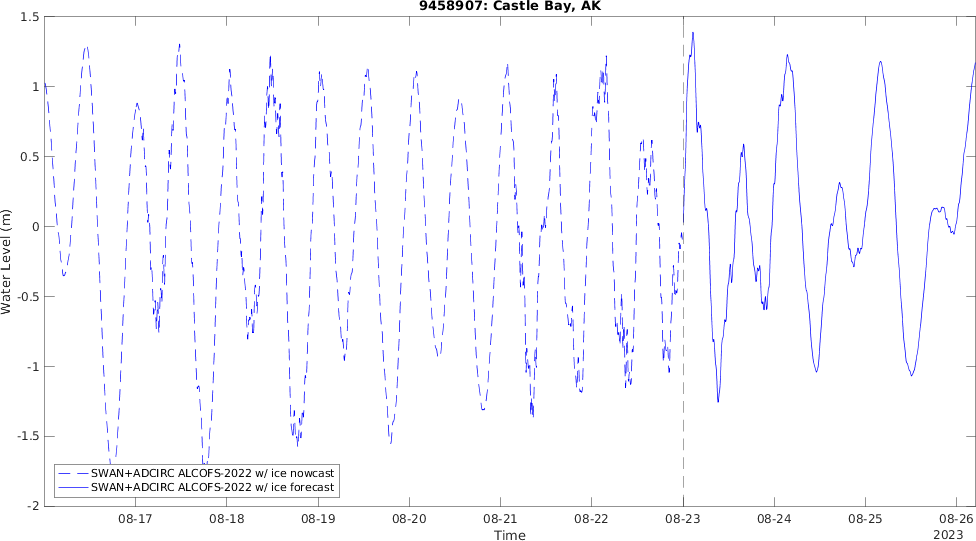 9458907: Castle Bay, AK
1.5
1
0.5
0
-0.5
-1
-1.5
-2
Water Level (m)
SWAN+ADCIRC ALCOFS-2022 w/ ice nowcast
SWAN+ADCIRC ALCOFS-2022 w/ ice forecast
08-17 08-18 08-19 08-20 08-21 08-22 08-23 08-24 08-25 08-26
2023
Time